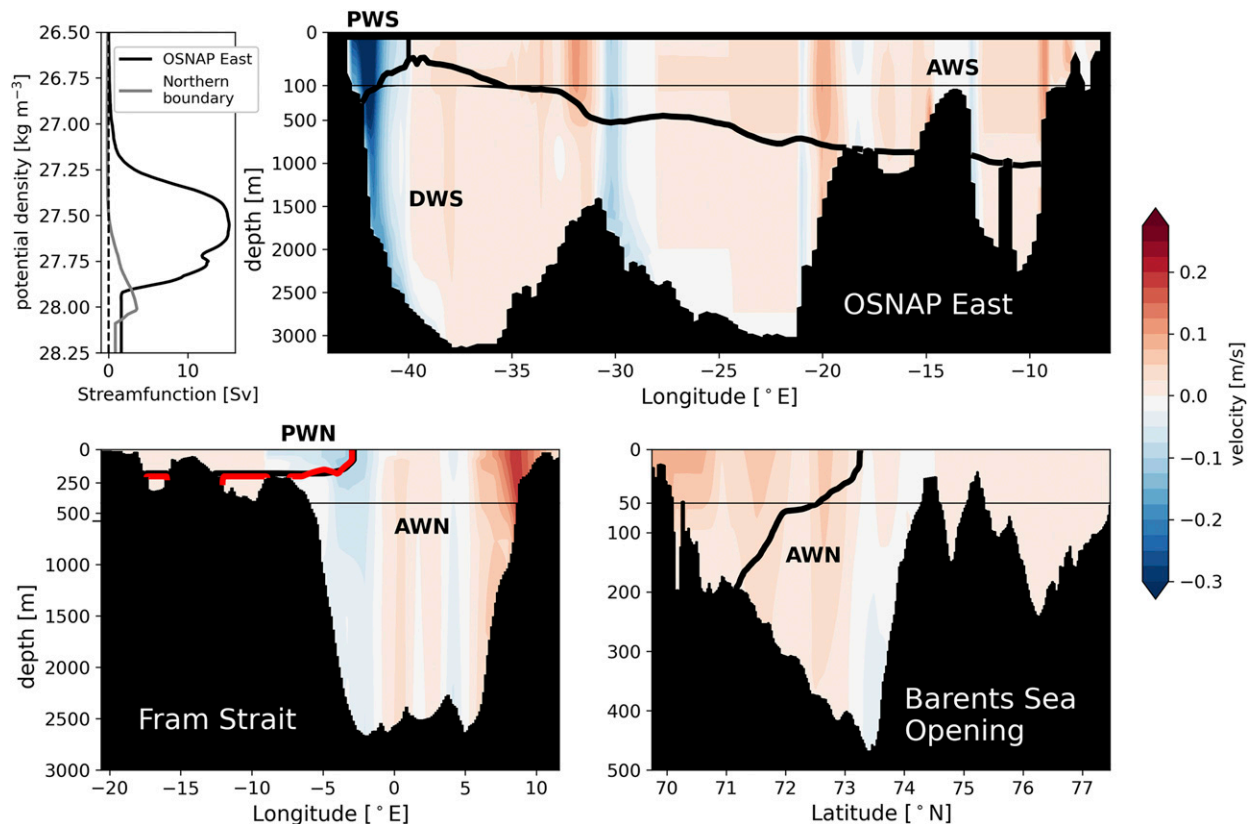 26.50
26.75
27.00
27.25
27.50
27.75
28.00
28.25
potential density [kg m−3]
OSNAP East
Northern
boundary
0
10
Streamfunction [Sv]
PWS
AWS
DWS
OSNAP East
0
100
500
1000
1500
2000
2500
3000
depth [m]
−40
−35
−30
−25
−20
−15
−10
Longitude [°E]
0.2
0.1
0.0
−0.1
−0.2
−0.3
velocity [m/s]
PWN
AWN
Fram Strait
0
250
500
1000
1500
2000
2500
3000
depth [m]
−20
−15
−10
−5
0
5
10
Longitude [°E]
AWN
Barents Sea
Opening
0
50
100
200
300
400
500
70
71
72
73
74
75
76
77
Latitude [°N]